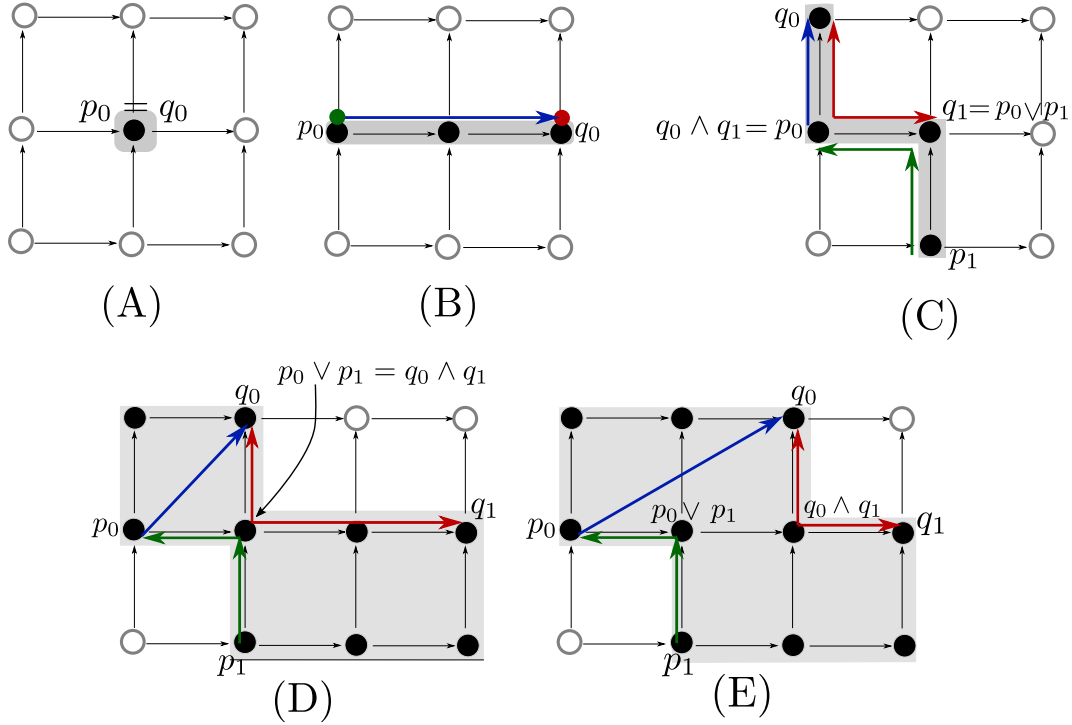 p₀ = q₀
(A)
p₀
q₀
(B)
q₀
q₀ ∧ q₁ = p₀
q₁ = p₀ ∨ p₁
p₁
(C)
p₀ ∨ p₁ = q₀ ∧ q₁
q₀
p₀
q₁
p₁
(D)
q₀
p₀
p₀ ∨ p₁
q₀ ∧ q₁
q₁
p₁
(E)